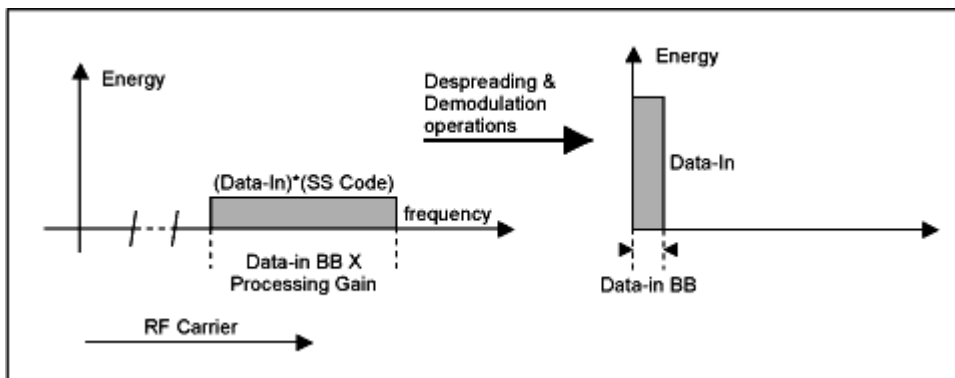 Energy
(Data-In)*(SS Code)
frequency
Data-in BB X
Processing Gain
RF Carrier
Despreading &
Demodulation
operations
Energy
Data-In
Data-in BB